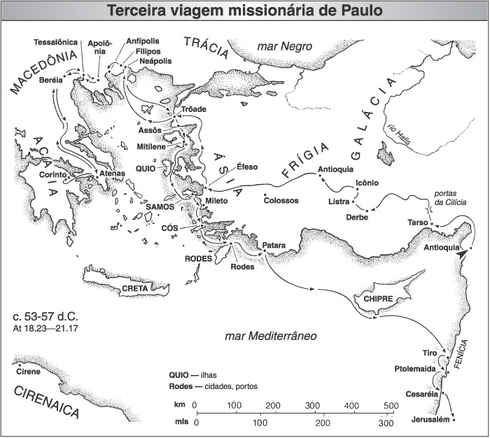 Terceira viagem missionária de Paulo
Anfípolis
Tessalônica
Apolô-
nia
Filipos
Neápolis
TRÁCIA
mar Negro
MACEDÔNIA
Beréia
Trôade
GALÁCIA
rio Halis
Assôs
Mitilene
ACAIA
ÁSIA
FRÍGIA
QUIO
Éfeso
Antioquia
Icônio
Corinto
Atenas
Mileto
Colossos
Listra
portas
da Cilícia
SAMOS
Derbe
Tarso
CÓS
Patara
Antioquia
RODES
Rodes
CRETA
CHIPRE
c. 53-57 d.C.
At 18.23—21.17
mar Mediterrâneo
FENÍCIA
Tiro
Cirene
Ptolemaida
QUIO — ilhas
Rodes — cidades, portos
Cesaréia
CIRENAICA
km 0 100 200 300 400 500
mls 0 100 200 300
Jerusalém